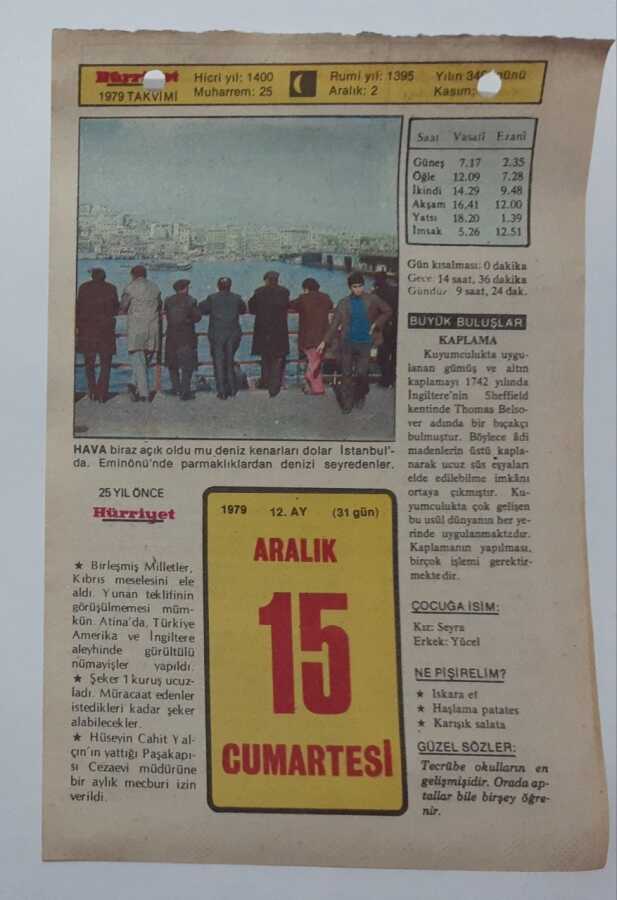 Hürriyet
1979 TAKVİMİ
Hicri yıl: 1400
Muharrem: 25
Rumi yıl: 1395
Aralık: 2
Yılın
günü
Kasım:
Saat Vasatî Ezanî
Güneş 7.17 2.35
Öğle 12.09 7.28
İkindi 14.29 9.48
Akşam 16.41 12.00
Yatsı 18.20 1.39
İmsak 5.26 12.51
Gün kısalması: 0 dakika
Gece: 14 saat, 36 dakika
Gündüz 9 saat, 24 dak.
HAVA biraz açık oldu mu deniz kenarları dolar İstanbul'-
da. Eminönü'nde parmaklıklardan denizi seyredenler.
BÜYÜK BULUŞLAR
KAPLAMA
Kuyumculukta uygu-
lanan gümüş ve altın
kaplamayı 1742 yılında
İngiltere'nin Sheffield
kentinde Thomas Belso-
ver adında bir bıçakçı
bulmuştur. Böylece âdi
madenlerin üstü kapla-
narak ucuz süs eşyaları
elde edilebilme imkânı
ortaya çıkmıştır. Ku-
yumculukta çok gelişen
bu usûl dünyanın her ye-
rinde uygulanmaktadır.
Kaplamanın yapılması,
birçok işlemi gerektir-
mektedir.
25 YIL ÖNCE
Hürriyet
★ Birleşmiş Milletler,
Kıbrıs meselesini ele
aldı. Yunan teklifinin
görüşülmemesi müm-
kün. Atina'da, Türkiye
Amerika ve İngiltere
aleyhinde gürültülü
nümayişler yapıldı.
★ Şeker 1 kuruş ucuz-
ladı. Müracaat edenler
istedikleri kadar şeker
alabilecekler.
★ Hüseyin Cahit Yal-
çın'ın yattığı Paşakapı-
sı Cezaevi müdürüne
bir aylık mecburi izin
verildi.
1979 12. AY (31 gün)
ARALIK
15
CUMARTESİ
ÇOCUĞA İSİM:
Kız: Seyra
Erkek: Yücel
NE PİŞİRELİM?
★ Iskara et
★ Haşlama patates
★ Karışık salata
GÜZEL SÖZLER:
Tecrübe okulların en
gelişmişidir. Orada ap-
tallar bile birşey öğre-
nir.